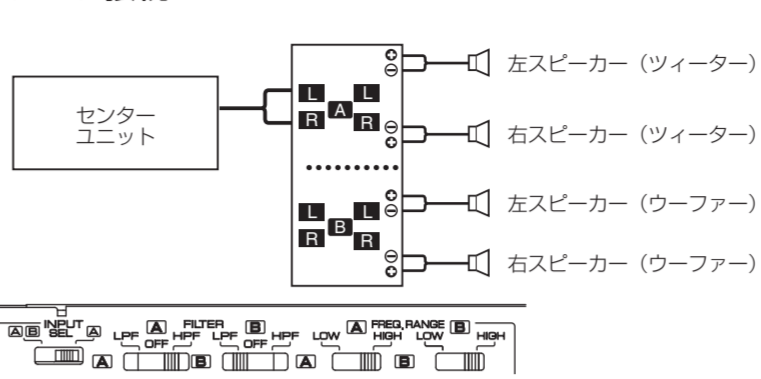 センター
ユニット
L L
R A R
L L
R B R
⊕
⊖
左スピーカー（ツィーター）
⊖
⊕
右スピーカー（ツィーター）
⊕
⊖
左スピーカー（ウーファー）
⊖
⊕
右スピーカー（ウーファー）
A B INPUT SEL A
A FILTER B
LPF OFF HPF LPF OFF HPF
A FREQ. RANGE B
LOW HIGH LOW HIGH
A B A B